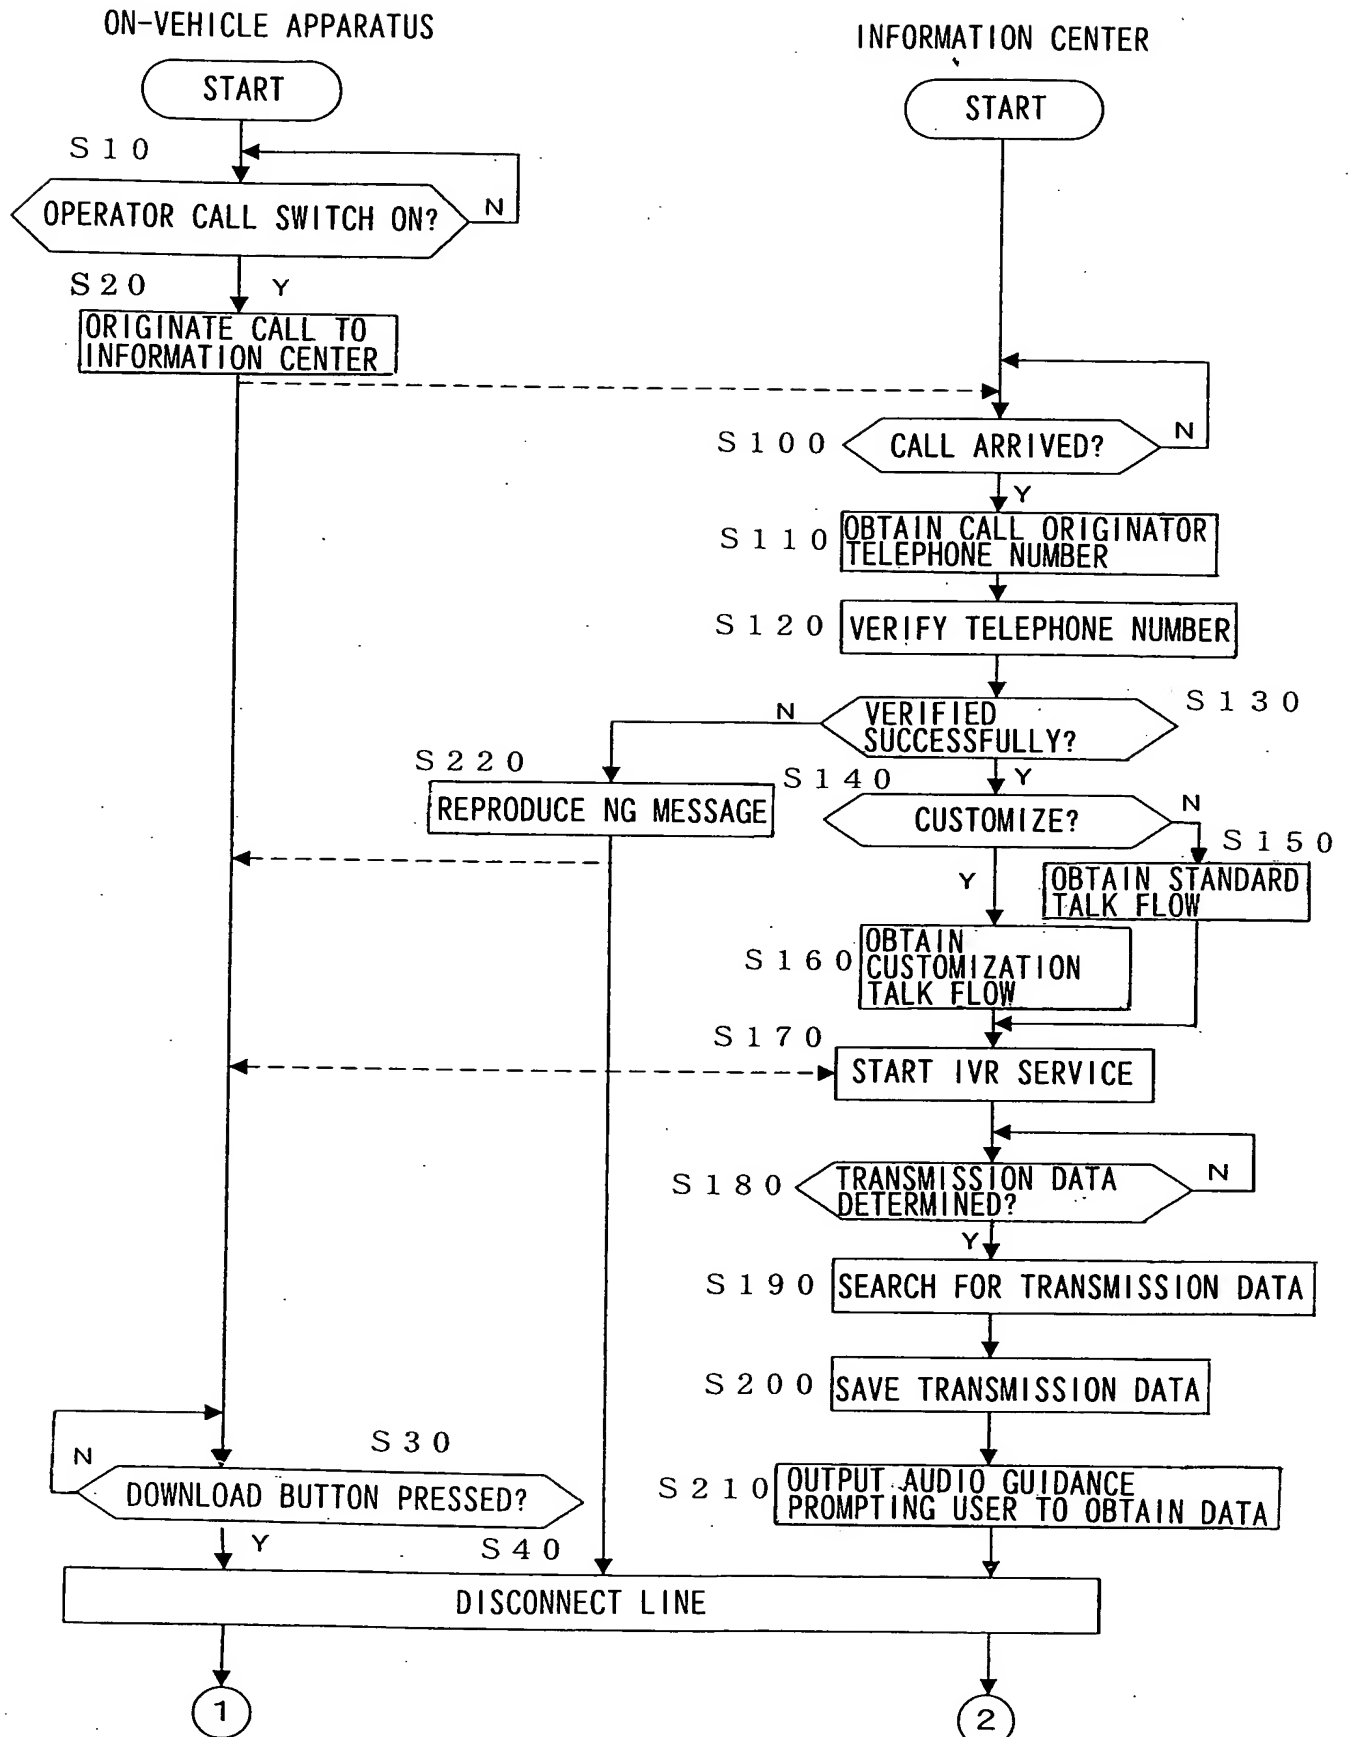 ON-VEHICLE APPARATUS
INFORMATION CENTER
START
START
S10
OPERATOR CALL SWITCH ON?
N
S20
Y
ORIGINATE CALL TO
INFORMATION CENTER
S100
CALL ARRIVED?
N
Y
S110
OBTAIN CALL ORIGINATOR
TELEPHONE NUMBER
S120
VERIFY TELEPHONE NUMBER
N
VERIFIED
SUCCESSFULLY?
S130
S220
REPRODUCE NG MESSAGE
S140
Y
CUSTOMIZE?
N
S150
Y
OBTAIN STANDARD
TALK FLOW
S160
OBTAIN
CUSTOMIZATION
TALK FLOW
S170
START IVR SERVICE
S180
TRANSMISSION DATA
DETERMINED?
N
Y
S190
SEARCH FOR TRANSMISSION DATA
S200
SAVE TRANSMISSION DATA
N
S30
DOWNLOAD BUTTON PRESSED?
S210
OUTPUT AUDIO GUIDANCE
PROMPTING USER TO OBTAIN DATA
Y
S40
DISCONNECT LINE
1
2